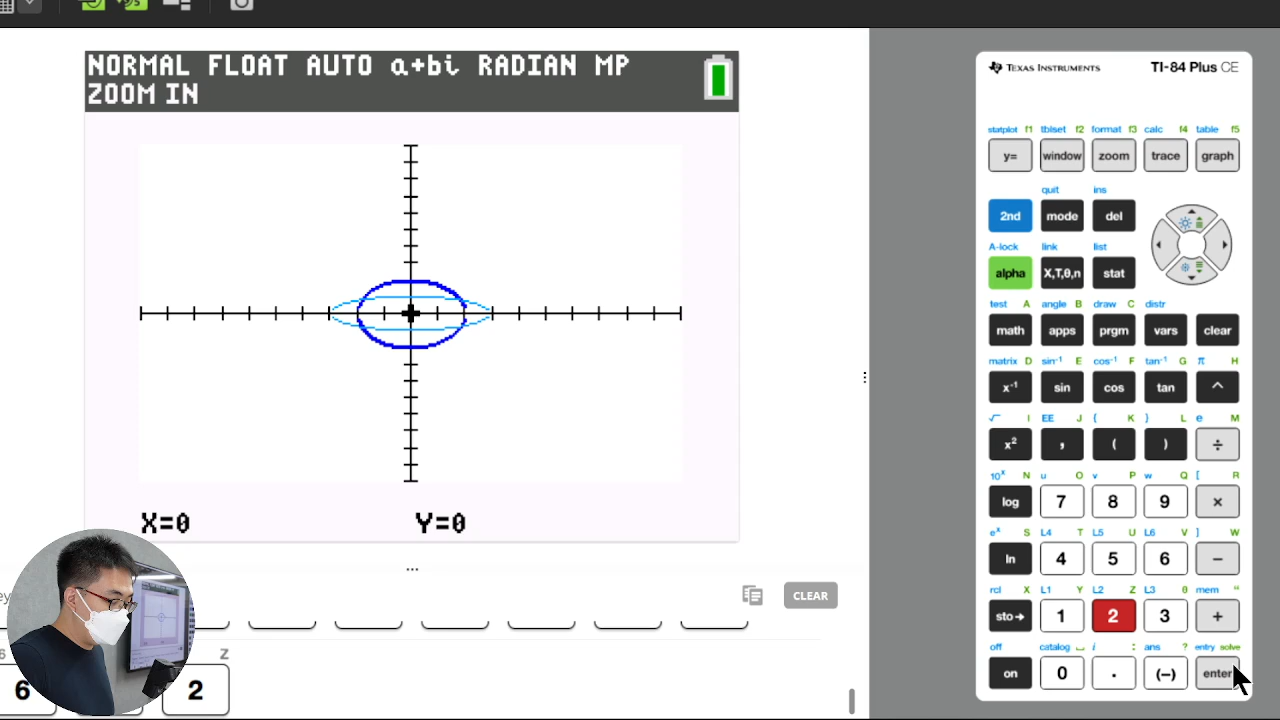 NORMAL FLOAT AUTO a+bi RADIAN MP
ZOOM IN
X=0 Y=0
CLEAR
6 Z
6 2
TEXAS INSTRUMENTS TI-84 Plus CE
statplot f1 tblset f2 format f3 calc f4 table f5
y= window zoom trace graph
quit ins
2nd mode del
A-lock link list
alpha X,T,θ,n stat
test A angle B draw C distr
math apps prgm vars clear
matrix D sin⁻¹ E cos⁻¹ F tan⁻¹ G π H
x⁻¹ sin cos tan ^
√ I EE J { K } L e M
x² , ( ) ÷
10ˣ N u O v P w Q [ R
log 7 8 9 ×
eˣ S L4 T L5 U L6 V ] W
ln 4 5 6 −
rcl X L1 Y L2 Z L3 θ mem "
sto→ 1 2 3 +
off catalog i : ans ? entry solve
on 0 . (−) enter